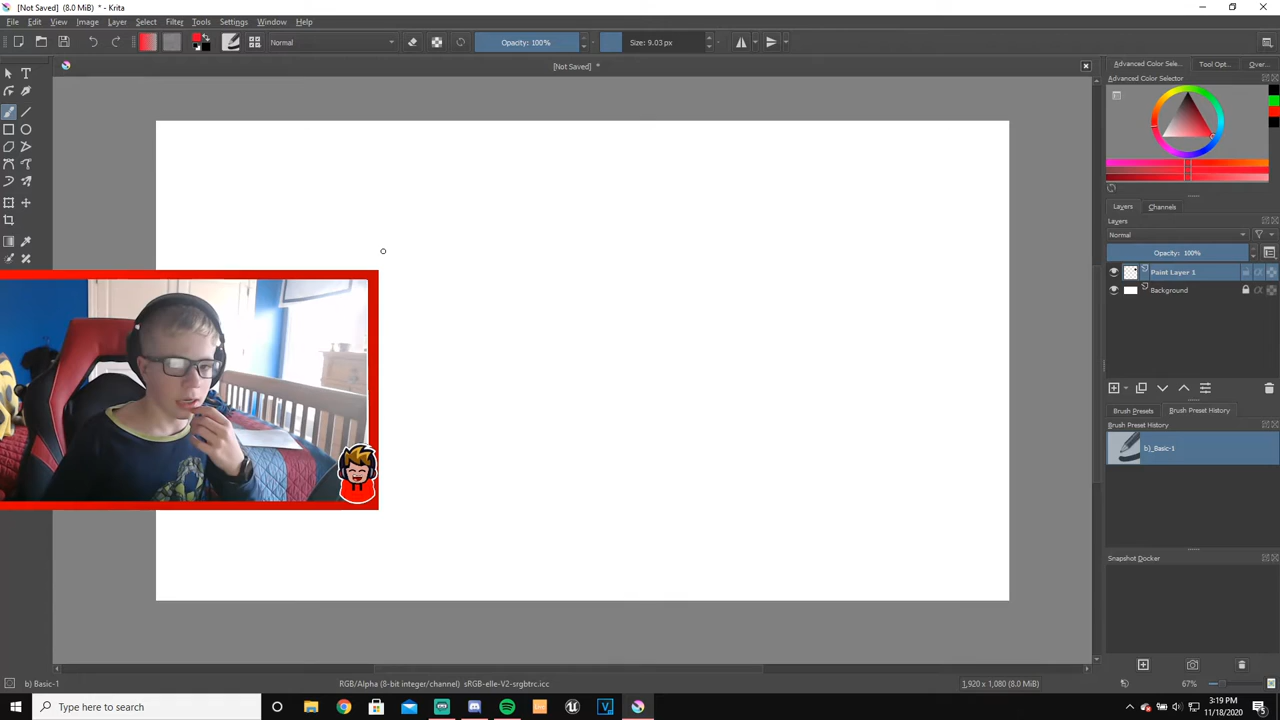 [Not Saved] (8.0 MiB) * - Krita
File Edit View Image Layer Select Filter Tools Settings Window Help
Normal Opacity: 100% Size: 9.03 px
[Not Saved] *
Advanced Color Sele... Tool Opt... Over...
Advanced Color Selector
Layers Channels
Layers
Normal
Opacity: 100%
Paint Layer 1
Background
Brush Presets Brush Preset History
Brush Preset History
b)_Basic-1
Snapshot Docker
b) Basic-1 RGB/Alpha (8-bit integer/channel) sRGB-elle-V2-srgbtrc.icc 1,920 x 1,080 (8.0 MiB) 67%
Type here to search
3:19 PM
11/18/2020